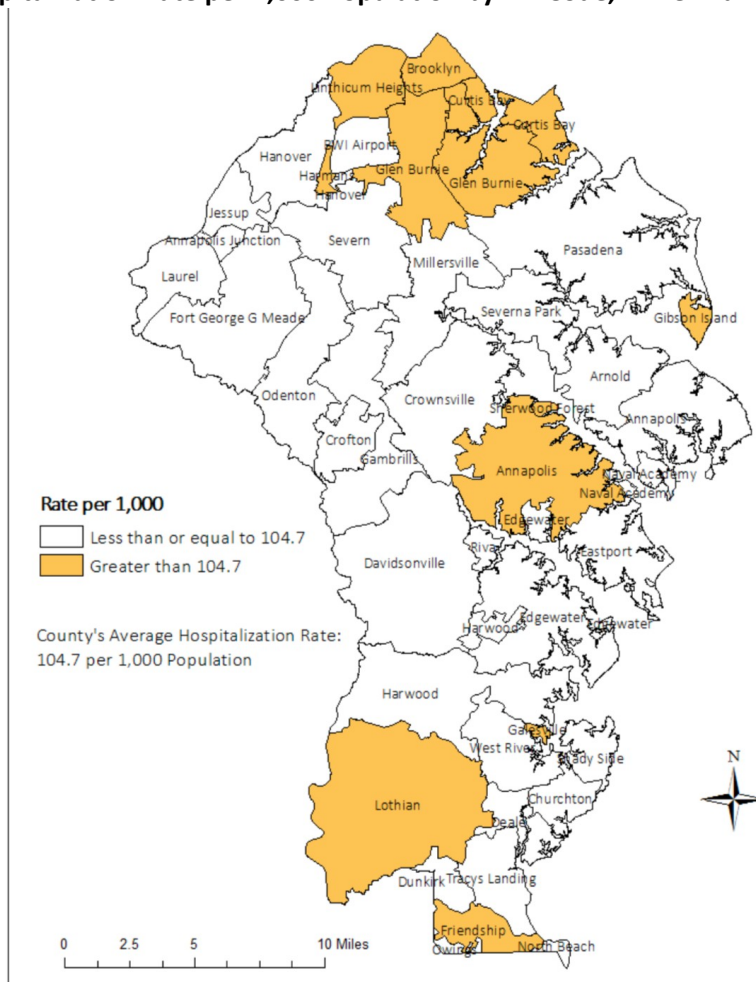 Brooklyn
Linthicum Heights
Curtis Bay
Curtis Bay
BWI Airport
Hanover
Glen Burnie
Harmans
Glen Burnie
Hanover
Jessup
Annapolis Junction
Severn
Pasadena
Millersville
Laurel
Severna Park
Gibson Island
Fort George G Meade
Arnold
Odenton
Crownsville
Sherwood Forest
Annapolis
Crofton
Gambrills
Annapolis
Naval Academy
Naval Academy
Rate per 1,000
Edgewater
Less than or equal to 104.7
Riva
Eastport
Greater than 104.7
Davidsonville
Edgewater
Edgewater
Harwood
County's Average Hospitalization Rate:
104.7 per 1,000 Population
Harwood
Galesville
West River
Shady Side
N
Lothian
Churchton
Deale
Dunkirk
Tracys Landing
Friendship
Owings
North Beach
0 2.5 5 10 Miles